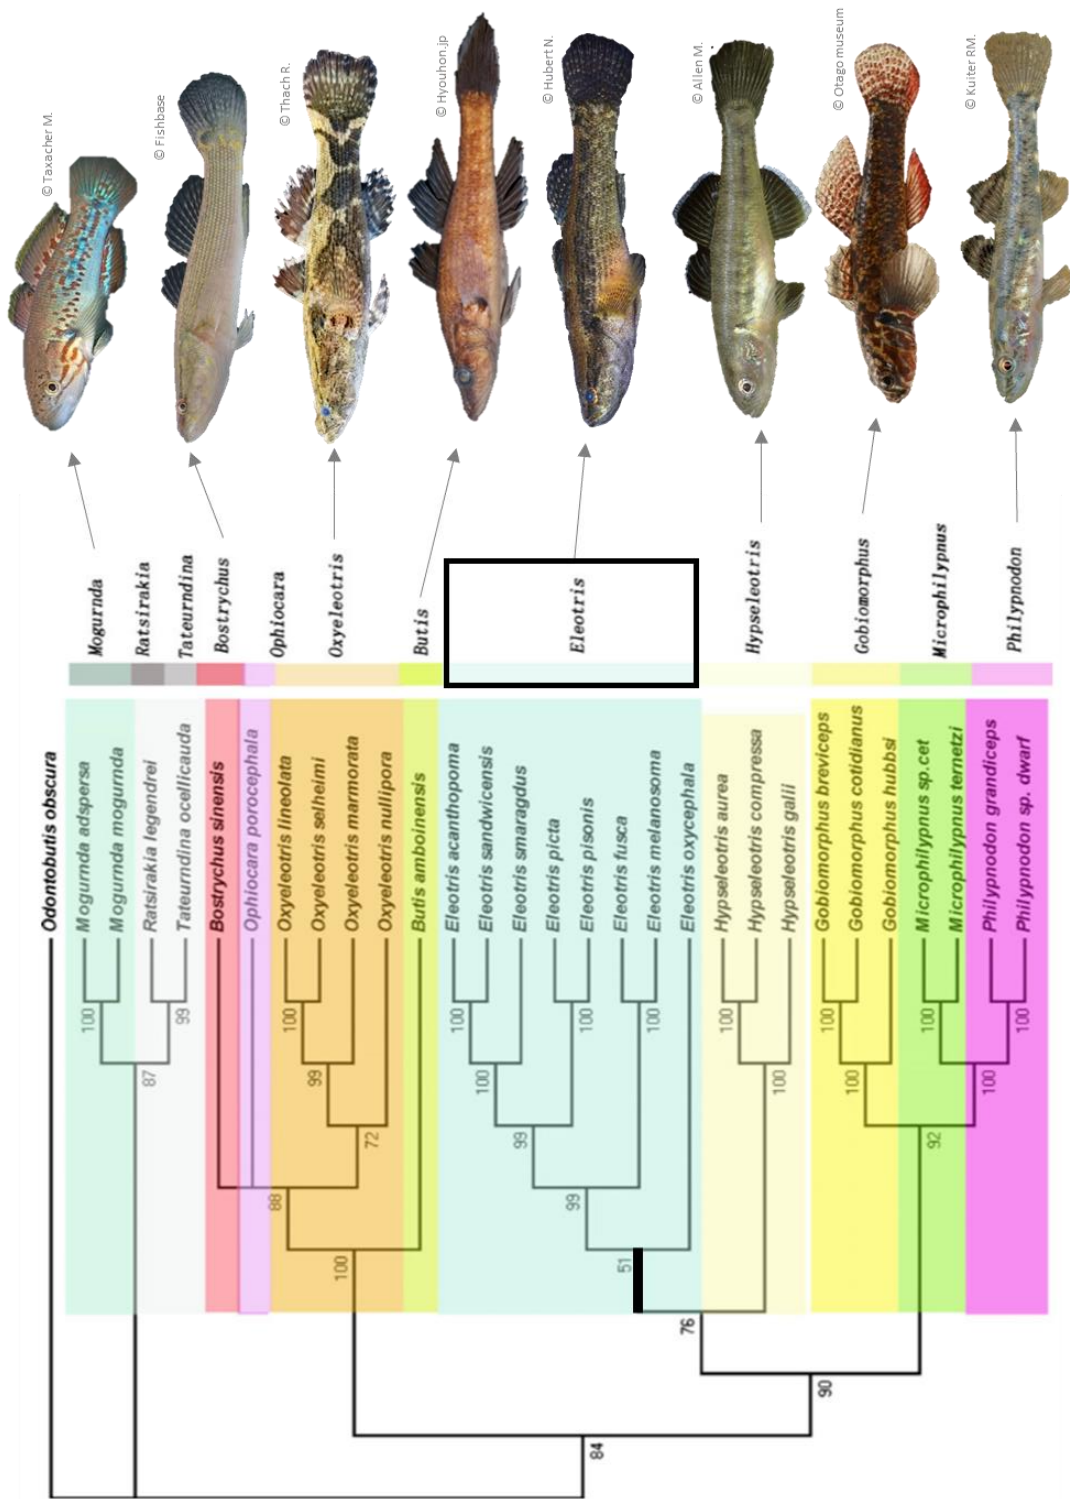 © Taxacher M.
© Fishbase
© Thach R.
© Hyouhon.jp
© Hubert N.
© Allen M.
© Otago museum
© Kuiter RM.
Mogurnda
Ratsirakia
Tateurndina
Bostrychus
Ophiocara
Oxyeleotris
Butis
Eleotris
Hypseleotris
Gobiomorphus
Microphilypnus
Philypnodon
Odontobutis obscura
Mogurnda adspersa
Mogurnda mogurnda
Ratsirakia legendrei
Tateurndina ocellicauda
Bostrychus sinensis
Ophiocara porocephala
Oxyeleotris lineolata
Oxyeleotris selheimi
Oxyeleotris marmorata
Oxyeleotris nullipora
Butis amboinensis
Eleotris acanthopoma
Eleotris sandwicensis
Eleotris smaragdus
Eleotris picta
Eleotris pisonis
Eleotris fusca
Eleotris melanosoma
Eleotris oxycephala
Hypseleotris aurea
Hypseleotris compressa
Hypseleotris galii
Gobiomorphus breviceps
Gobiomorphus cotidianus
Gobiomorphus hubbsi
Microphilypnus sp.cet
Microphilypnus ternetzi
Philypnodon grandiceps
Philypnodon sp. dwarf
100
99
87
100
99
72
88
100
100
100
99
100
100
99
51
100
100
76
100
100
100
100
100
92
90
84